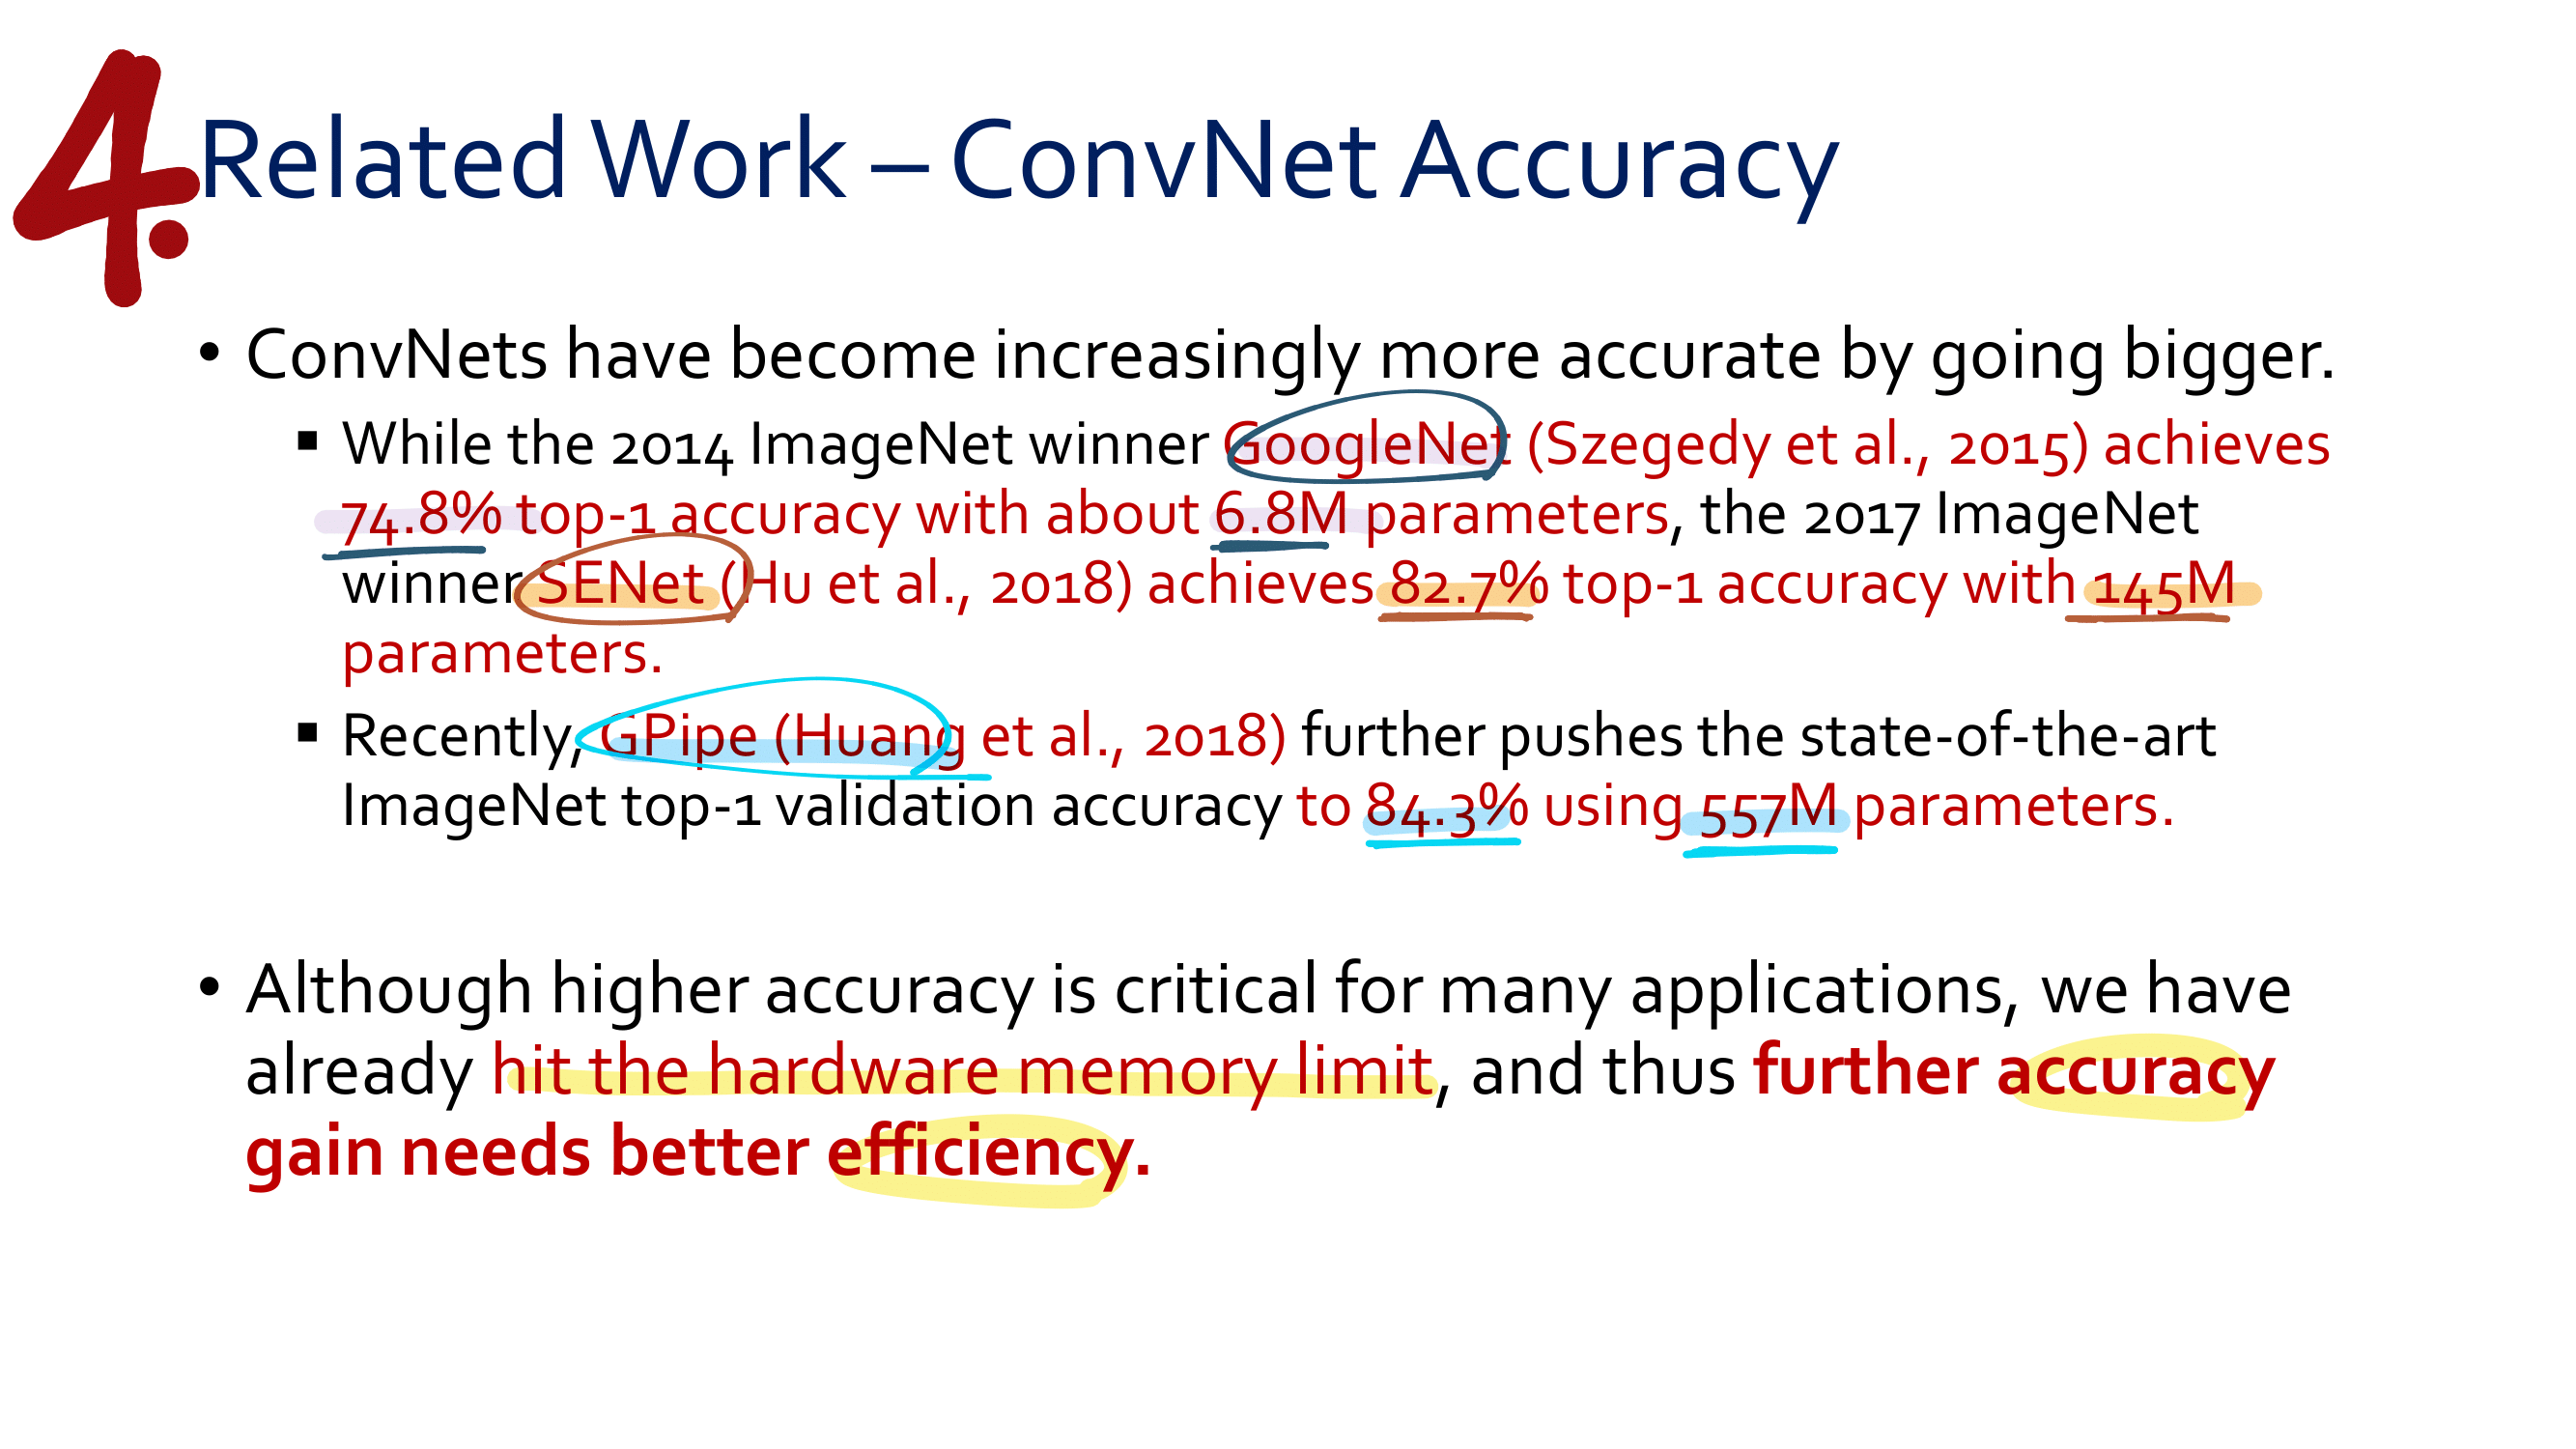 4.
Related Work – ConvNet Accuracy
• ConvNets have become increasingly more accurate by going bigger.
▪ While the 2014 ImageNet winner GoogleNet (Szegedy et al., 2015) achieves
74.8% top-1 accuracy with about 6.8M parameters, the 2017 ImageNet
winner SENet (Hu et al., 2018) achieves 82.7% top-1 accuracy with 145M
parameters.
▪ Recently, GPipe (Huang et al., 2018) further pushes the state-of-the-art
ImageNet top-1 validation accuracy to 84.3% using 557M parameters.
• Although higher accuracy is critical for many applications, we have
already hit the hardware memory limit, and thus further accuracy
gain needs better efficiency.